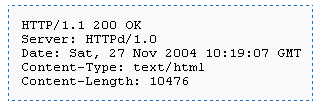 HTTP/1.1 200 OK
Server: HTTPd/1.0
Date: Sat, 27 Nov 2004 10:19:07 GMT
Content-Type: text/html
Content-Length: 10476